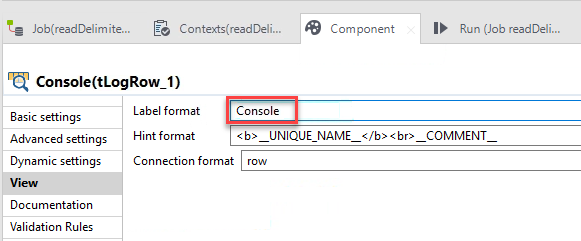 Job(readDelimite... Contexts(readDeli... Component Run (Job readDeli...
Console(tLogRow_1)
Basic settings
Advanced settings
Dynamic settings
View
Documentation
Validation Rules
Label format Console
Hint format <b>__UNIQUE_NAME__</b><br>__COMMENT__
Connection format row